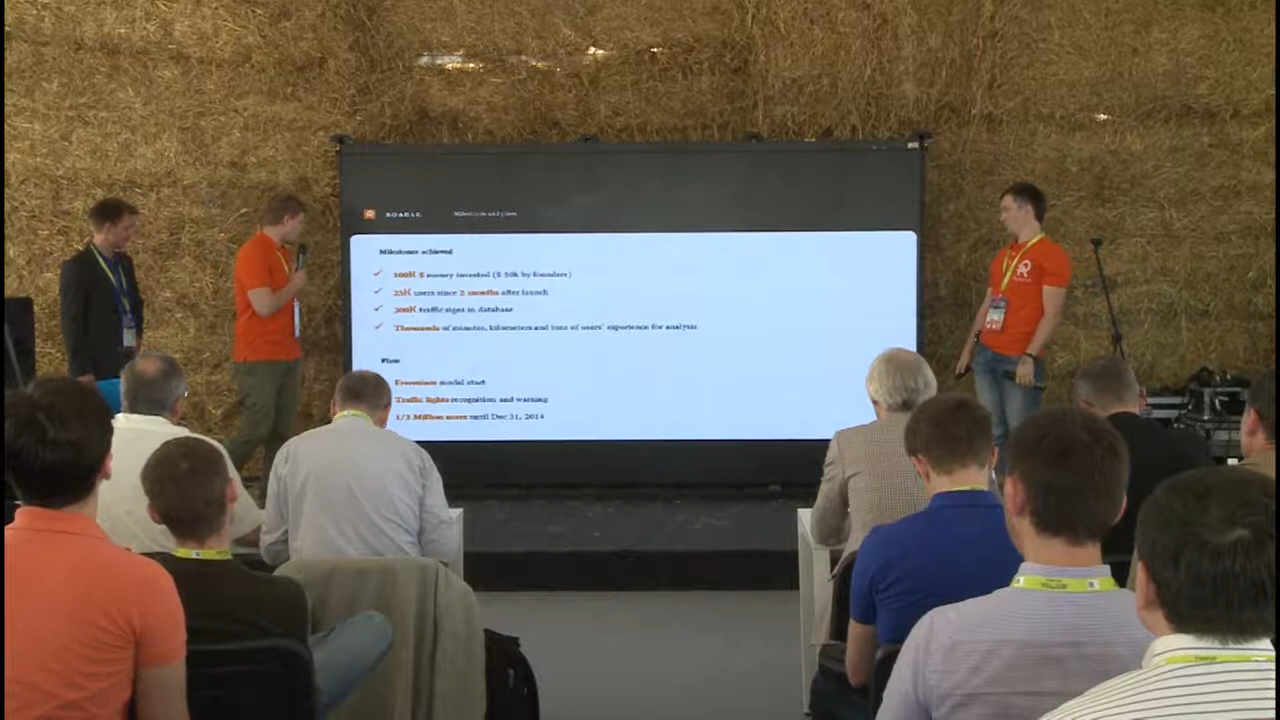 ROADAR Milestones and plans
Milestones achieved
100K $ money invested ($ 50k by founders)
25K users since 2 months after launch
300K traffic signs in database
Thousands of minutes, kilometers and tons of users' experience for analysis
Plans
Freemium model start
Traffic lights recognition and warning
1/2 Million users until Dec 31, 2014